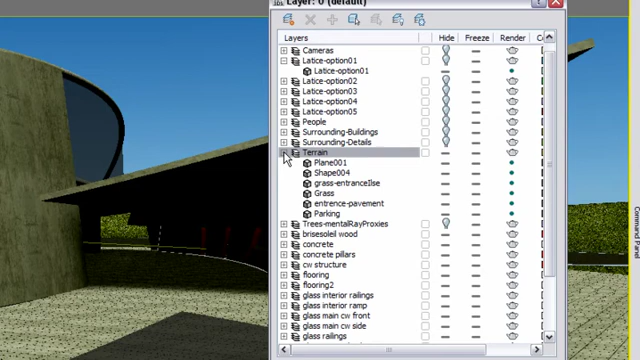 Layer: 0 (default)
Layers Hide Freeze Render
Cameras
Latice-option01
Latice-option01
Latice-option02
Latice-option03
Latice-option04
Latice-option05
People
Surrounding-Buildings
Surrounding-Details
Terrain
Plane001
Shape004
grass-entrancelse
Grass
entrence-pavement
Parking
Trees-mentalRayProxies
brisesoleil wood
concrete
concrete pillars
cw structure
flooring
flooring2
glass interior railings
glass interior ramp
glass main cw front
glass main cw side
glass railings
Command Panel